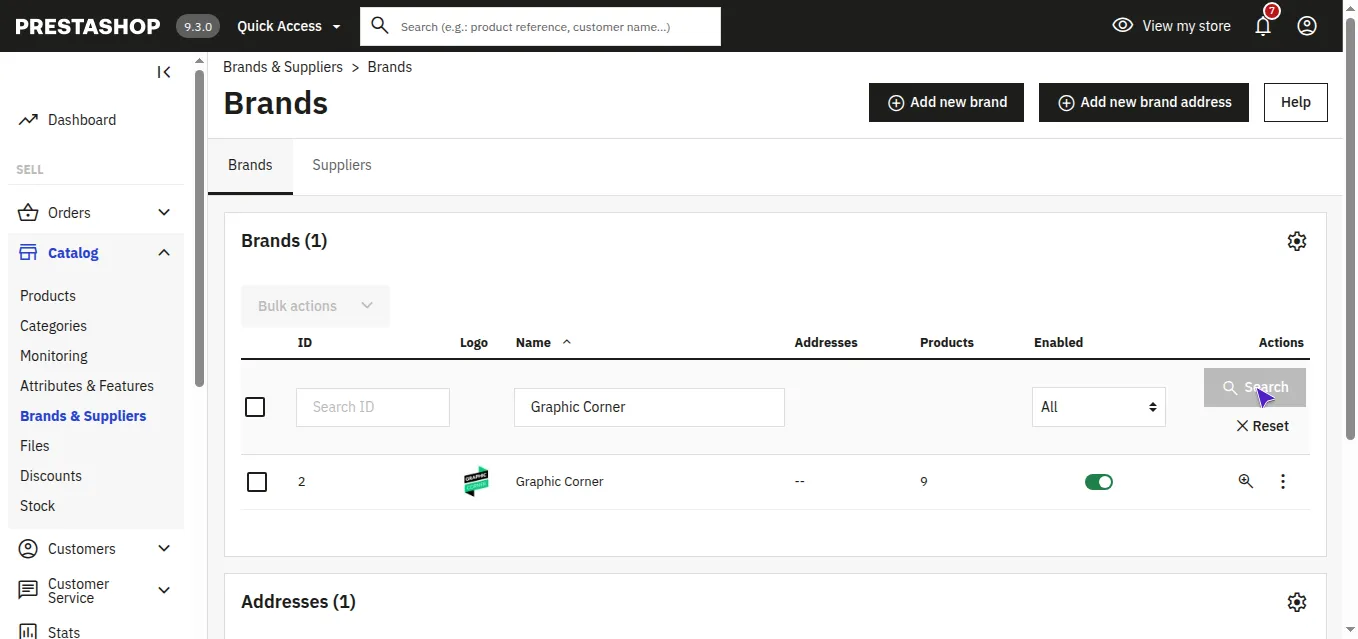 PRESTASHOP 9.3.0 Quick Access Search (e.g.: product reference, customer name...) View my store 7
Brands & Suppliers > Brands
Brands
Add new brand Add new brand address Help
Brands Suppliers
Dashboard
SELL
Orders
Catalog
Products
Categories
Monitoring
Attributes & Features
Brands & Suppliers
Files
Discounts
Stock
Customers
Customer
Service
Stats
Brands (1)
Bulk actions
ID Logo Name Addresses Products Enabled Actions
Search ID Graphic Corner All Search
Reset
2 GRAPHIC CORNER Graphic Corner -- 9
Addresses (1)